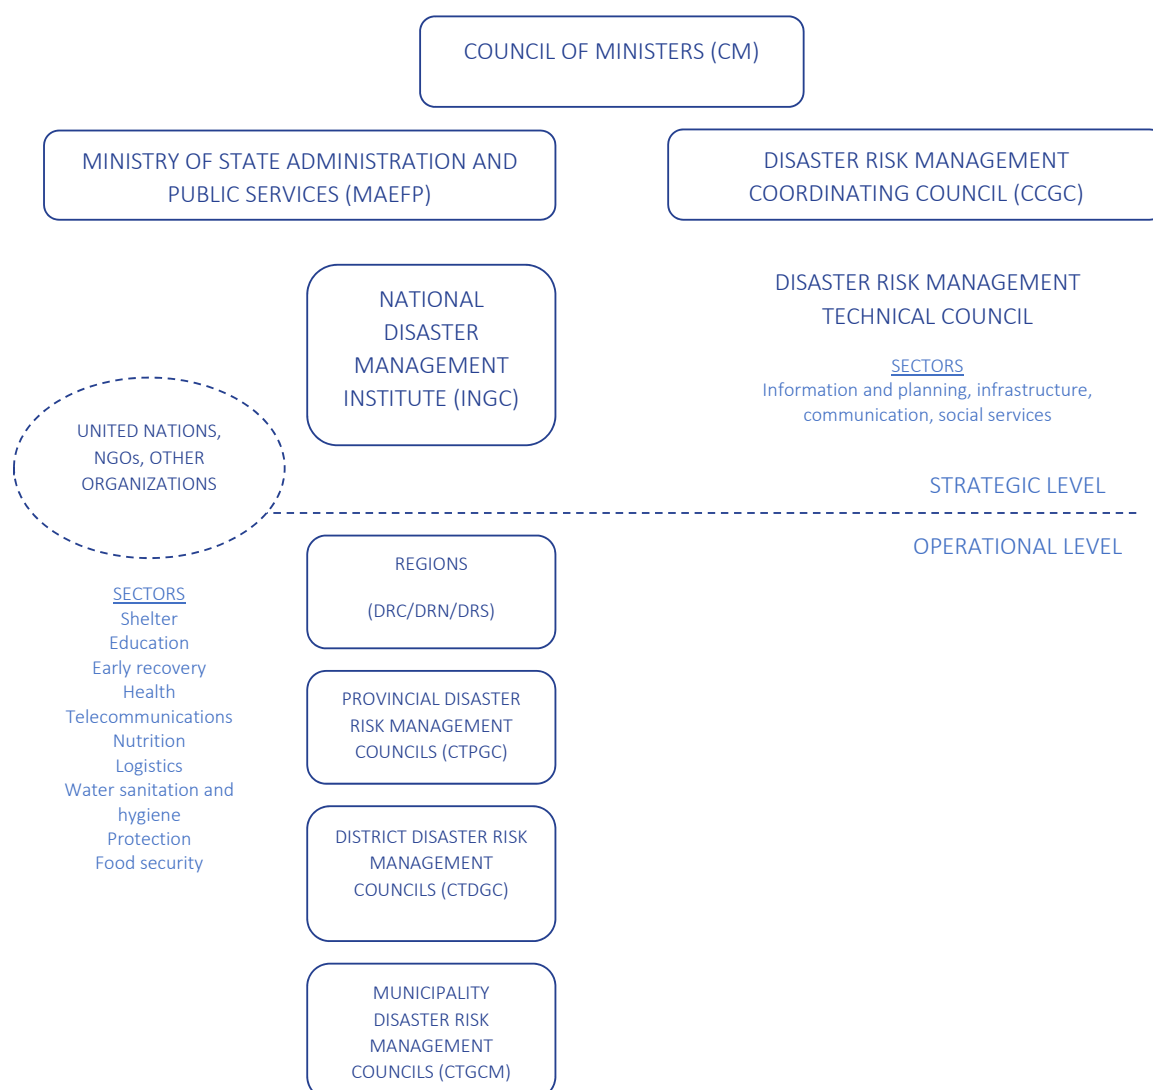 COUNCIL OF MINISTERS (CM)
MINISTRY OF STATE ADMINISTRATION AND
PUBLIC SERVICES (MAEFP)
DISASTER RISK MANAGEMENT
COORDINATING COUNCIL (CCGC)
NATIONAL
DISASTER
MANAGEMENT
INSTITUTE (INGC)
DISASTER RISK MANAGEMENT
TECHNICAL COUNCIL
SECTORS
Information and planning, infrastructure,
communication, social services
UNITED NATIONS,
NGOs, OTHER
ORGANIZATIONS
STRATEGIC LEVEL
OPERATIONAL LEVEL
REGIONS
(DRC/DRN/DRS)
SECTORS
Shelter
Education
Early recovery
Health
Telecommunications
Nutrition
Logistics
Water sanitation and
hygiene
Protection
Food security
PROVINCIAL DISASTER
RISK MANAGEMENT
COUNCILS (CTPGC)
DISTRICT DISASTER RISK
MANAGEMENT
COUNCILS (CTDGC)
MUNICIPALITY
DISASTER RISK
MANAGEMENT
COUNCILS (CTGCM)